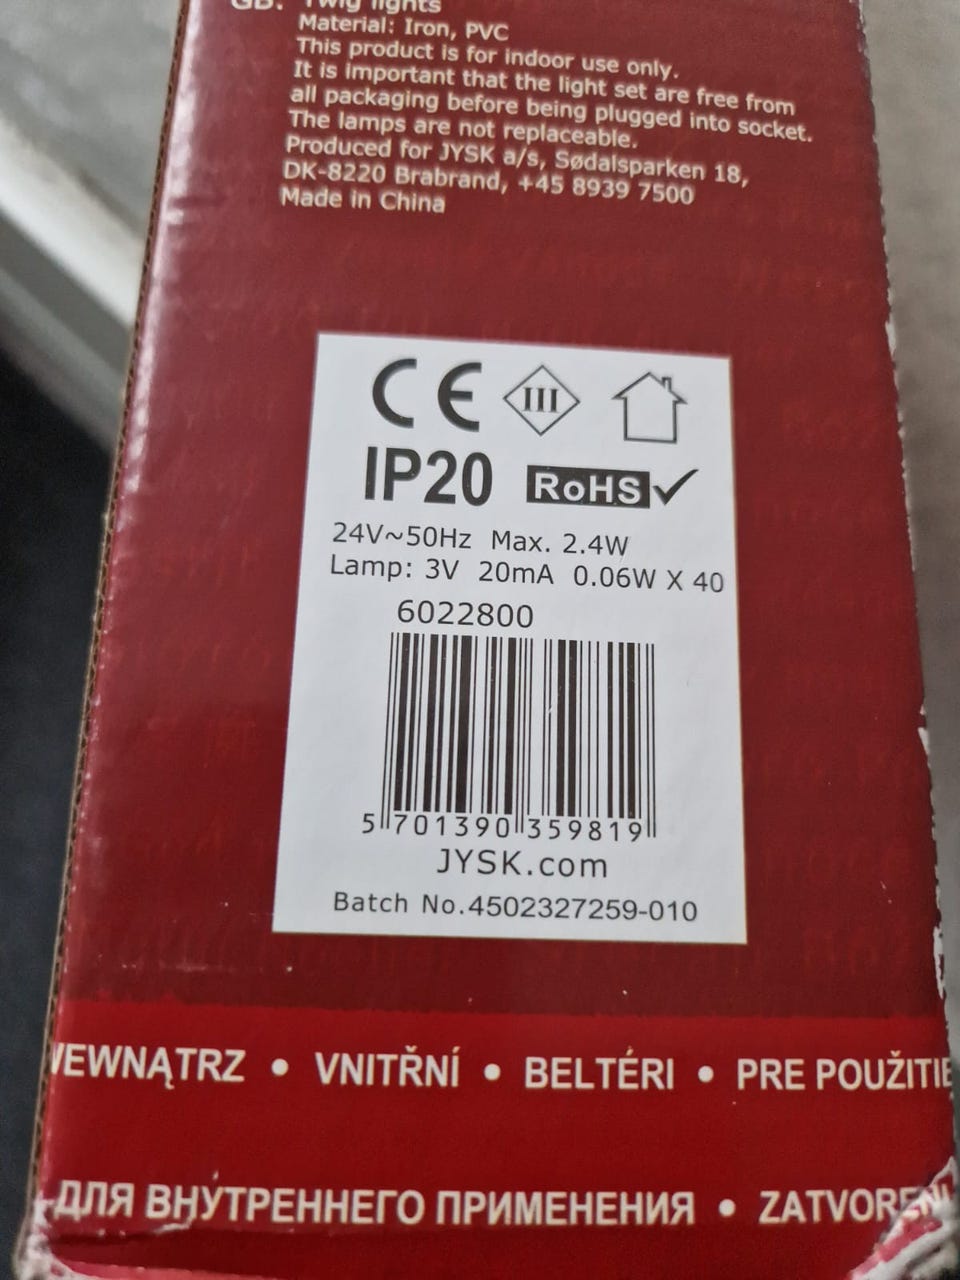 GB: Twig lights
Material: Iron, PVC
This product is for indoor use only.
It is important that the light set are free from
all packaging before being plugged into socket.
The lamps are not replaceable.
Produced for JYSK a/s, Sødalsparken 18,
DK-8220 Brabrand, +45 8939 7500
Made in China
CE III
IP20 RoHS
24V~50Hz Max. 2.4W
Lamp: 3V 20mA 0.06W X 40
6022800
5 701390 359819
JYSK.com
Batch No.4502327259-010
WEWNĄTRZ • VNITŘNÍ • BELTÉRI • PRE POUŽITIE
ДЛЯ ВНУТРЕННЕГО ПРИМЕНЕНИЯ • ZATVORENI